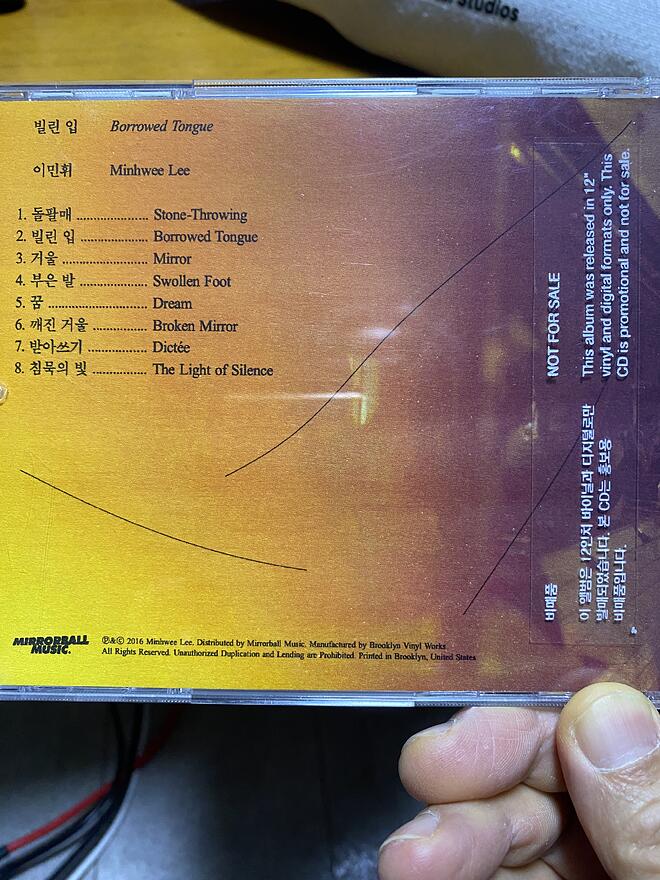 Studios
빌린 입 Borrowed Tongue
이민휘 Minhwee Lee
1. 돌팔매 ...................... Stone-Throwing
2. 빌린 입 ..................... Borrowed Tongue
3. 거울 .......................... Mirror
4. 부은 발 ..................... Swollen Foot
5. 꿈 .............................. Dream
6. 깨진 거울 ................. Broken Mirror
7. 받아쓰기 ................... Dictée
8. 침묵의 빛 ................. The Light of Silence
NOT FOR SALE
This album was released in 12"
vinyl and digital formats only. This
CD is promotional and not for sale.
비매품
이 앨범은 12인치 바이닐과 디지털로만
발매되었습니다. 본 CD는 홍보용
비매품입니다.
MIRRORBALL
MUSIC.
℗&© 2016 Minhwee Lee. Distributed by Mirrorball Music. Manufactured by Brooklyn Vinyl Works.
All Rights Reserved. Unauthorized Duplication and Lending are Prohibited. Printed in Brooklyn, United States